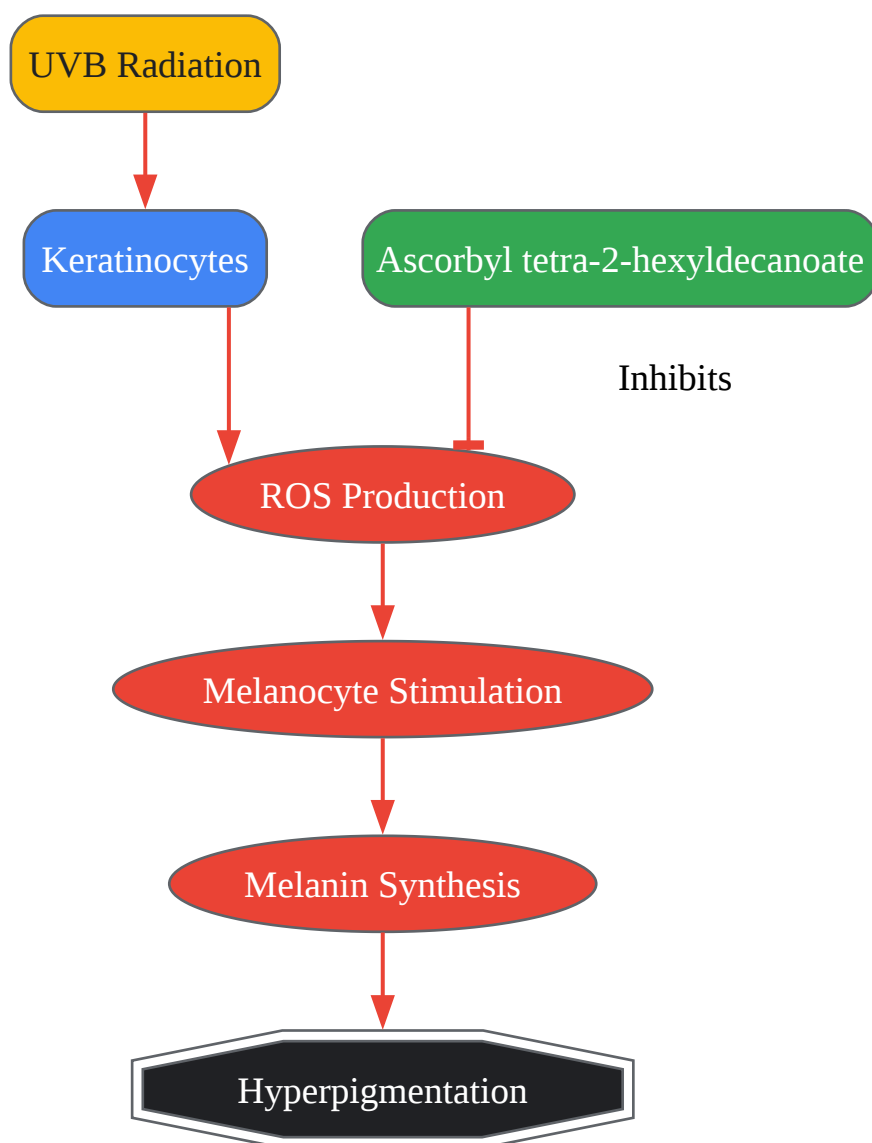 UVB Radiation
Keratinocytes
Ascorbyl tetra-2-hexyldecanoate
Inhibits
ROS Production
Melanocyte Stimulation
Melanin Synthesis
Hyperpigmentation